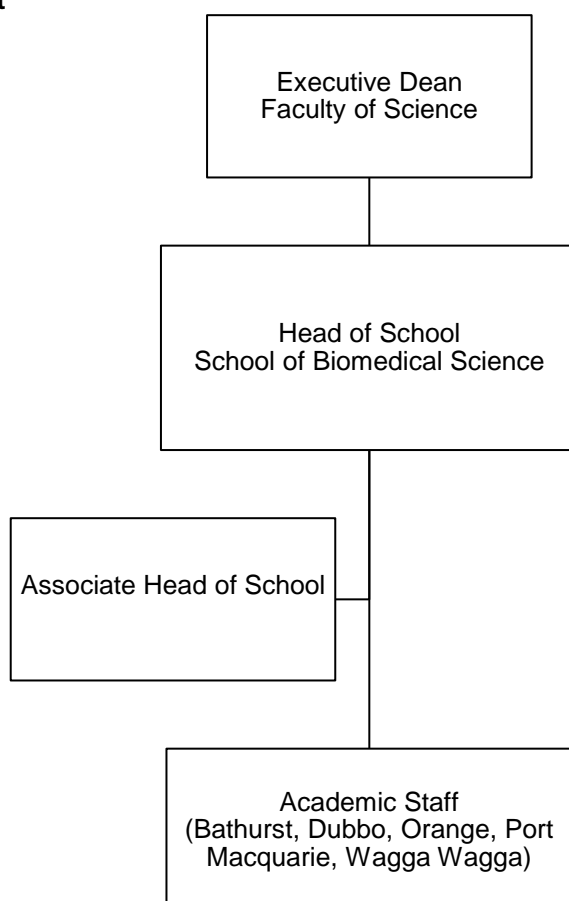 Executive Dean
Faculty of Science
Head of School
School of Biomedical Science
Associate Head of School
Academic Staff
(Bathurst, Dubbo, Orange, Port
Macquarie, Wagga Wagga)